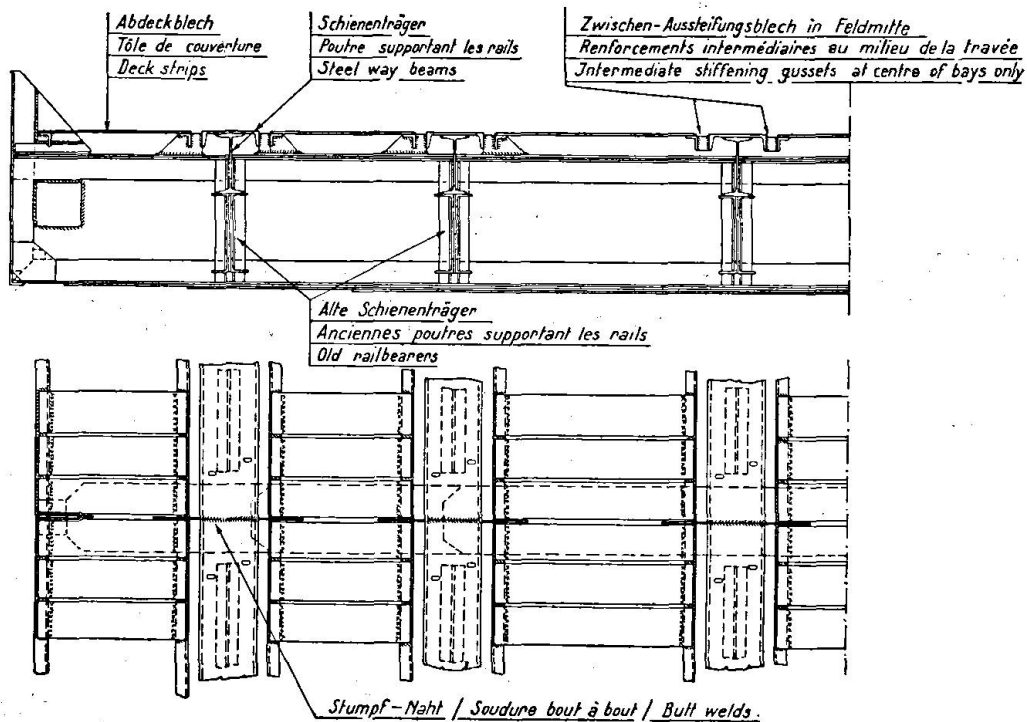 Abdeckblech
Tôle de couverture
Deck strips
Schienenträger
Poutre supportant les rails
Steel way beams
Zwischen-Aussteifungsblech in Feldmitte
Renforcements intermédiaires au milieu de la travée
Intermediate stiffening gussets at centre of bays only
Alte Schienenträger
Anciennes poutres supportant les rails
Old railbearers
Stumpf-Naht / Soudure bout à bout / Butt welds.